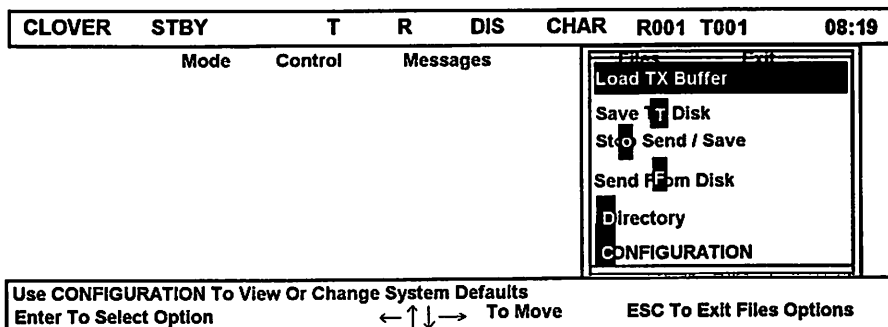 CLOVER STBY T R DIS CHAR R001 T001 08:19
Mode Control Messages Files Exit
Load TX Buffer
Save To Disk
Stop Send / Save
Send From Disk
Directory
CONFIGURATION
Use CONFIGURATION To View Or Change System Defaults
Enter To Select Option ←↑↓→ To Move ESC To Exit Files Options